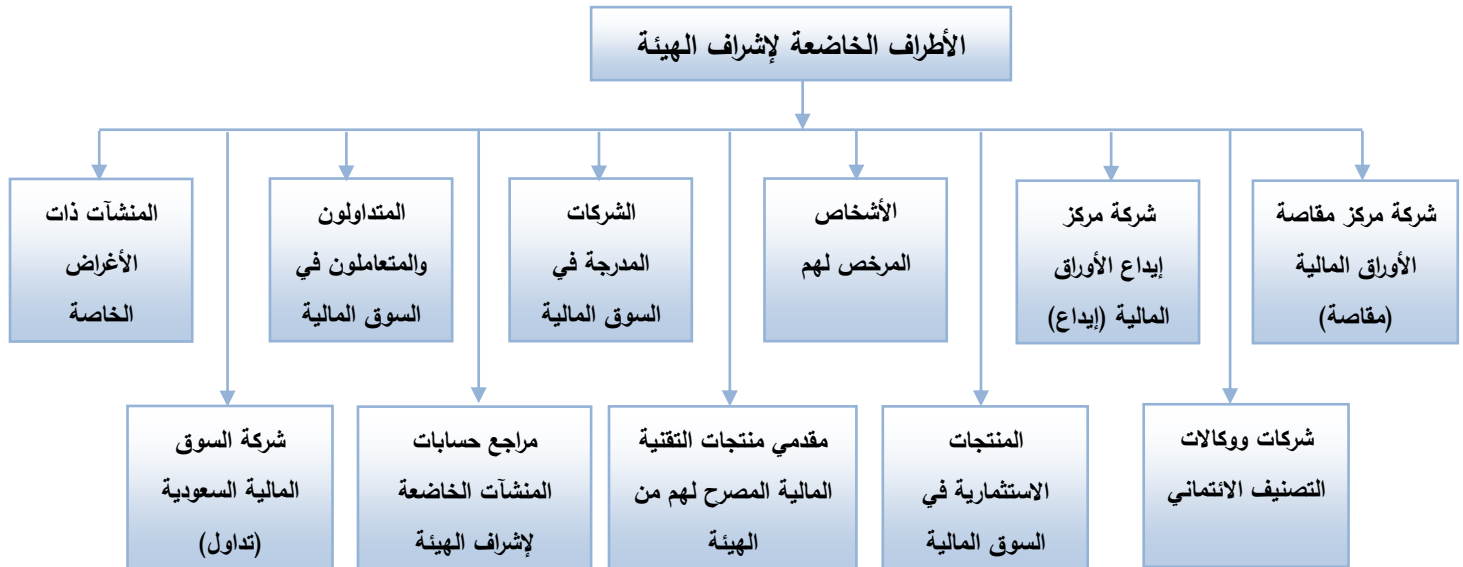 الأطراف الخاضعة لإشراف الهيئة
شركة مركز مقاصة
الأوراق المالية
(مقاصة)
شركة مركز
إيداع الأوراق
المالية (إيداع)
الأشخاص
المرخص لهم
الشركات
المدرجة في
السوق المالية
المتداولون
والمتعاملون في
السوق المالية
المنشآت ذات
الأغراض
الخاصة
شركات ووكالات
التصنيف الائتماني
المنتجات
الاستثمارية في
السوق المالية
مقدمي منتجات التقنية
المالية المصرح لهم من
الهيئة
مراجع حسابات
المنشآت الخاضعة
لإشراف الهيئة
شركة السوق
المالية السعودية
(تداول)